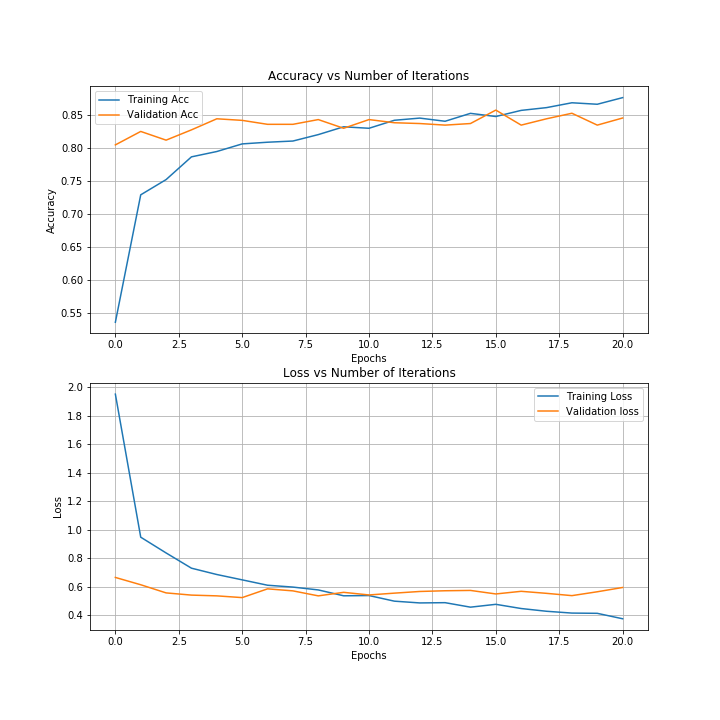 Accuracy vs Number of Iterations
Training Acc
Validation Acc
0.85
0.80
0.75
0.70
0.65
0.60
0.55
Accuracy
0.0 2.5 5.0 7.5 10.0 12.5 15.0 17.5 20.0
Epochs
Loss vs Number of Iterations
Training Loss
Validation loss
2.0
1.8
1.6
1.4
1.2
1.0
0.8
0.6
0.4
Loss
0.0 2.5 5.0 7.5 10.0 12.5 15.0 17.5 20.0
Epochs